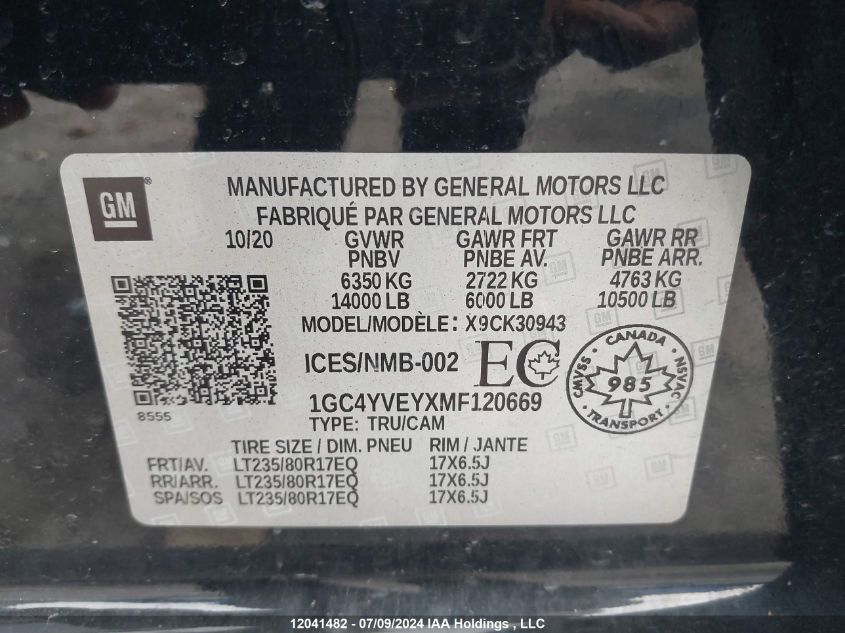 GM®
MANUFACTURED BY GENERAL MOTORS LLC
FABRIQUÉ PAR GENERAL MOTORS LLC
10/20 GVWR GAWR FRT GAWR RR
PNBV PNBE AV. PNBE ARR.
6350 KG 2722 KG 4763 KG
14000 LB 6000 LB 10500 LB
MODEL/MODÈLE: X9CK30943
ICES/NMB-002 EC
CANADA
CMVSS 985 NSVAC
TRANSPORT
8555
1GC4YVEYXMF120669
TYPE: TRU/CAM
TIRE SIZE / DIM. PNEU RIM / JANTE
FRT/AV. LT235/80R17EQ 17X6.5J
RR/ARR. LT235/80R17EQ 17X6.5J
SPA/SOS LT235/80R17EQ 17X6.5J
12041482 - 07/09/2024 IAA Holdings , LLC